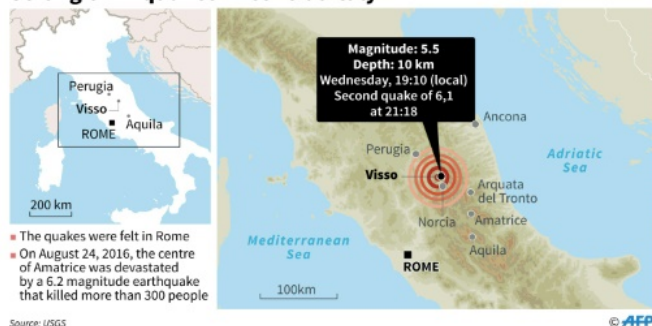 Perugia
Visso
Aquila
ROME
200 km
The quakes were felt in Rome
On August 24, 2016, the centre
of Amatrice was devastated
by a 6.2 magnitude earthquake
that killed more than 300 people
Source: USGS
Magnitude: 5.5
Depth: 10 km
Wednesday, 19:10 (local)
Second quake of 6,1
at 21:18
Ancona
Perugia
Adriatic
Sea
Visso
Arquata
del Tronto
Norcia
Amatrice
Aquila
Mediterranean
Sea
ROME
100km
© AFP